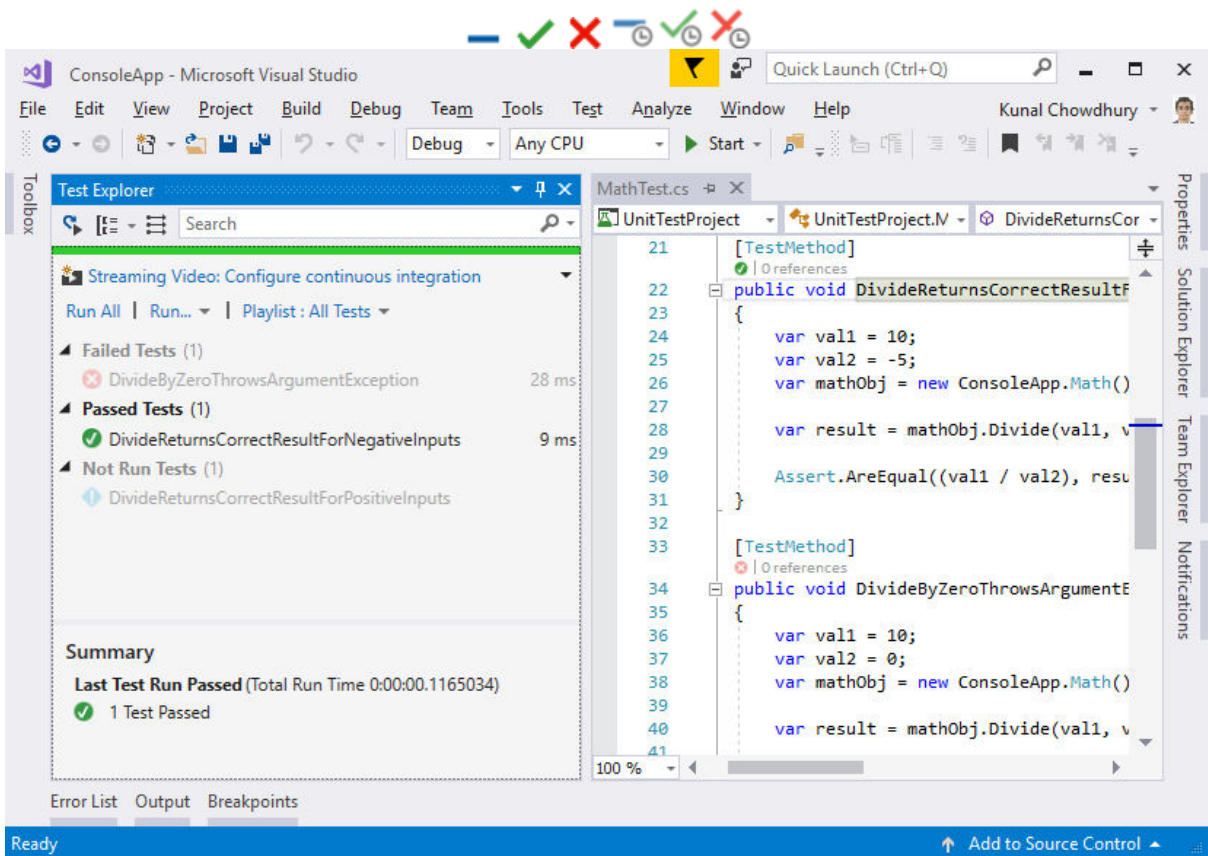 ConsoleApp - Microsoft Visual Studio
Quick Launch (Ctrl+Q)
File Edit View Project Build Debug Team Tools Test Analyze Window Help Kunal Chowdhury
Debug Any CPU Start
Toolbox
Test Explorer
Search
Streaming Video: Configure continuous integration
Run All | Run... | Playlist : All Tests
Failed Tests (1)
DivideByZeroThrowsArgumentException 28 ms
Passed Tests (1)
DivideReturnsCorrectResultForNegativeInputs 9 ms
Not Run Tests (1)
DivideReturnsCorrectResultForPositiveInputs
Summary
Last Test Run Passed (Total Run Time 0:00:00.1165034)
1 Test Passed
MathTest.cs
UnitTestProject UnitTestProject.M DivideReturnsCor
21 [TestMethod]
0 references
22 public void DivideReturnsCorrectResultF
23 {
24 var val1 = 10;
25 var val2 = -5;
26 var mathObj = new ConsoleApp.Math()
27
28 var result = mathObj.Divide(val1, v
29
30 Assert.AreEqual((val1 / val2), resu
31 }
32
33 [TestMethod]
0 references
34 public void DivideByZeroThrowsArgumentE
35 {
36 var val1 = 10;
37 var val2 = 0;
38 var mathObj = new ConsoleApp.Math()
39
40 var result = mathObj.Divide(val1, v
41
100 %
Properties
Solution Explorer
Team Explorer
Notifications
Error List Output Breakpoints
Ready Add to Source Control